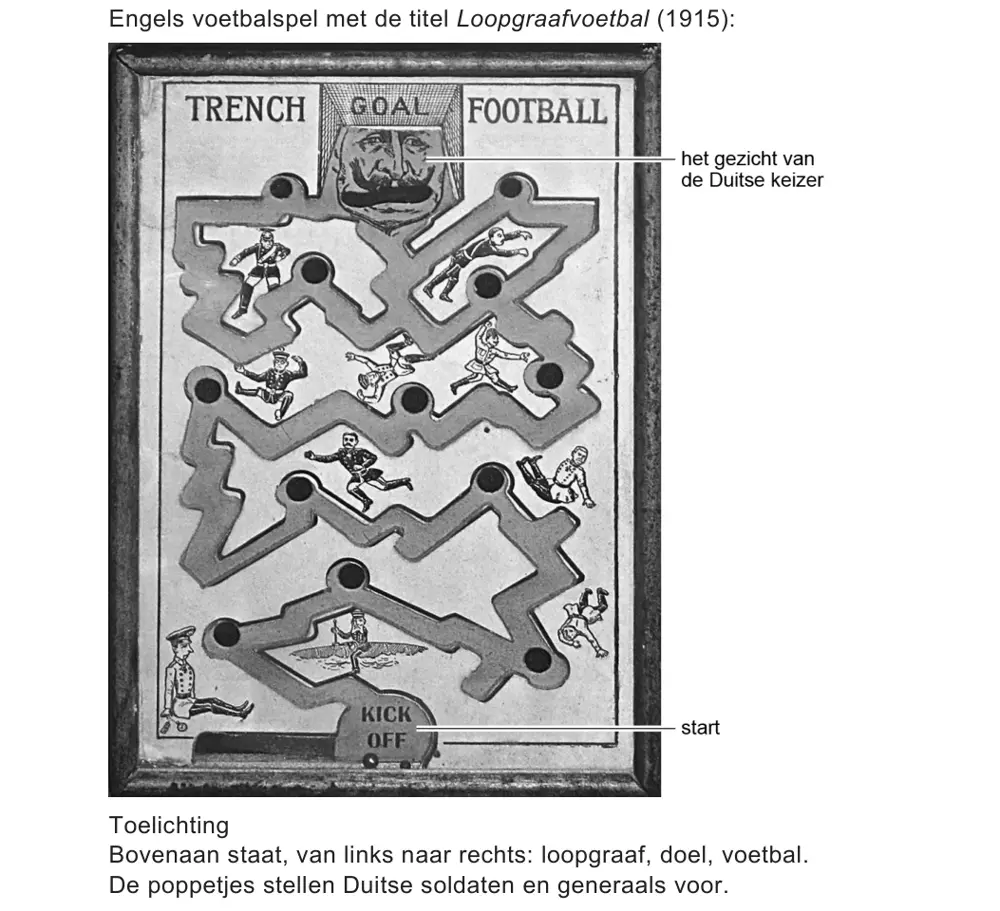 Engels voetbalspel met de titel Loopgraafvoetbal (1915):
TRENCH GOAL FOOTBALL
het gezicht van
de Duitse keizer
KICK
OFF
start
Toelichting
Bovenaan staat, van links naar rechts: loopgraaf, doel, voetbal.
De poppetjes stellen Duitse soldaten en generaals voor.